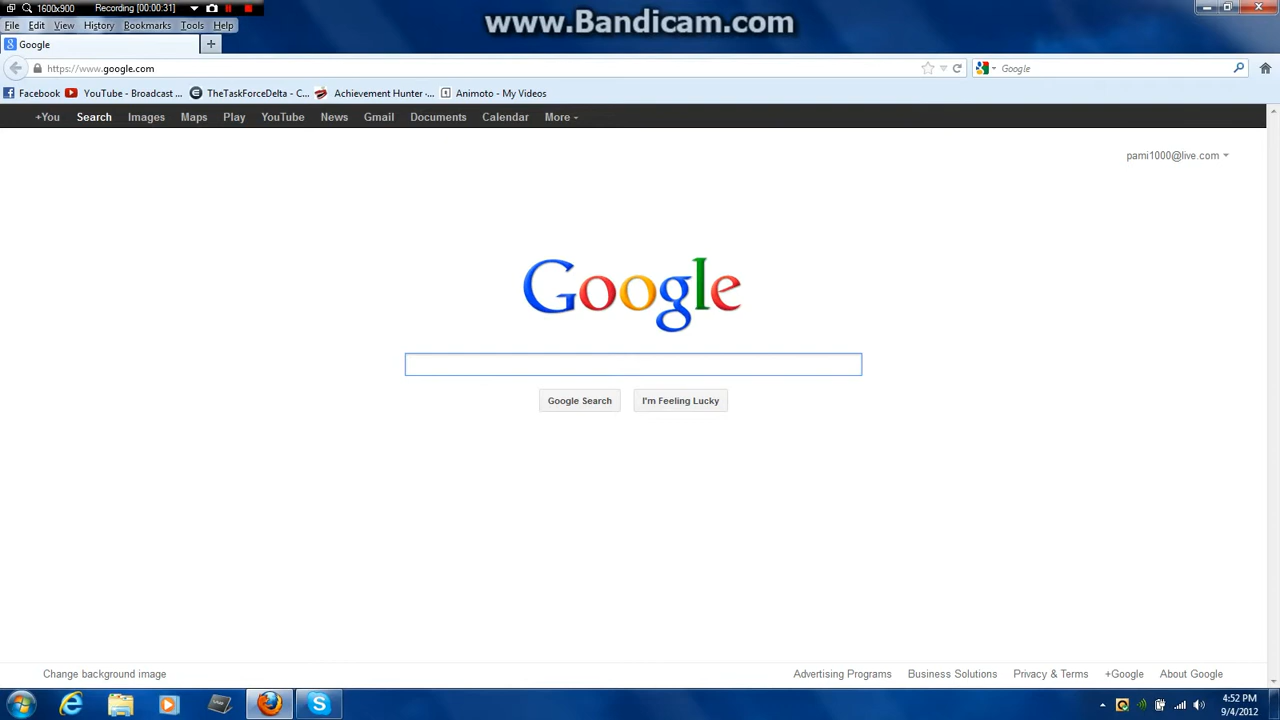 1600x900 Recording [00:00:31]
www.Bandicam.com
File Edit View History Bookmarks Tools Help
Google
https://www.google.com
Google
Facebook YouTube - Broadcast ... TheTaskForceDelta - C... Achievement Hunter -... Animoto - My Videos
+You Search Images Maps Play YouTube News Gmail Documents Calendar More
pami1000@live.com
Google
Google Search I'm Feeling Lucky
Change background image Advertising Programs Business Solutions Privacy & Terms +Google About Google
4:52 PM
9/4/2012